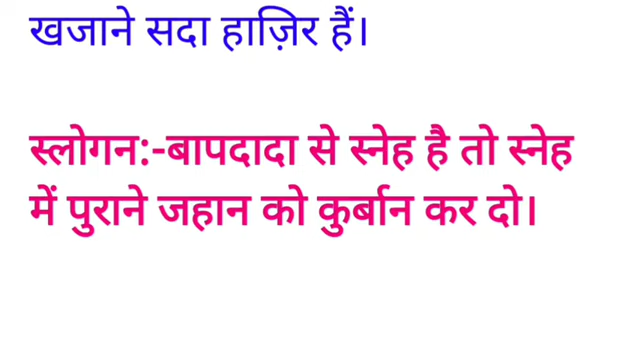 खजाने सदा हाज़िर हैं।
स्लोगन:-बापदादा से स्नेह है तो स्नेह
में पुराने जहान को कुर्बान कर दो।